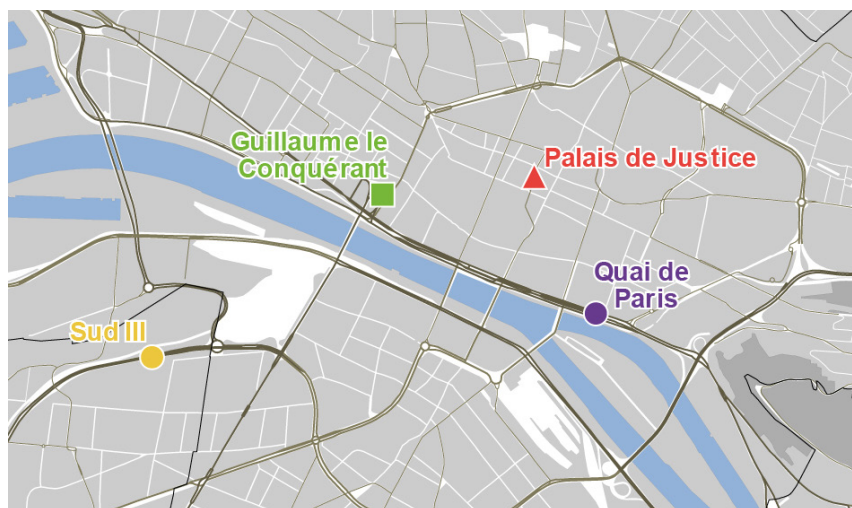 Guillaume le
Conquérant
Palais de Justice
Quai de
Paris
Sud III